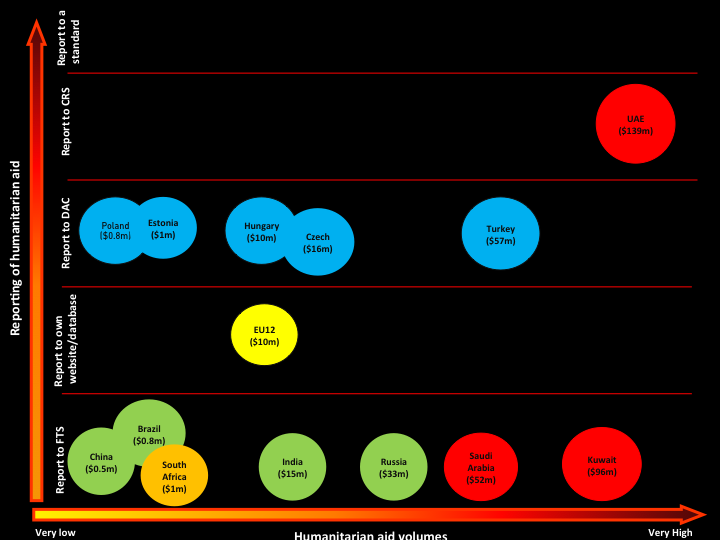 Reporting of humanitarian aid
Report to a
standard
Report to CRS
UAE
($139m)
Report to DAC
Poland
($0.8m)
Estonia
($1m)
Hungary
($10m)
Czech
($16m)
Turkey
($57m)
Report to own
website/database
EU12
($10m)
Report to FTS
China
($0.5m)
Brazil
($0.8m)
South
Africa
($1m)
India
($15m)
Russia
($33m)
Saudi
Arabia
($52m)
Kuwait
($96m)
Very low
Humanitarian aid volumes
Very High